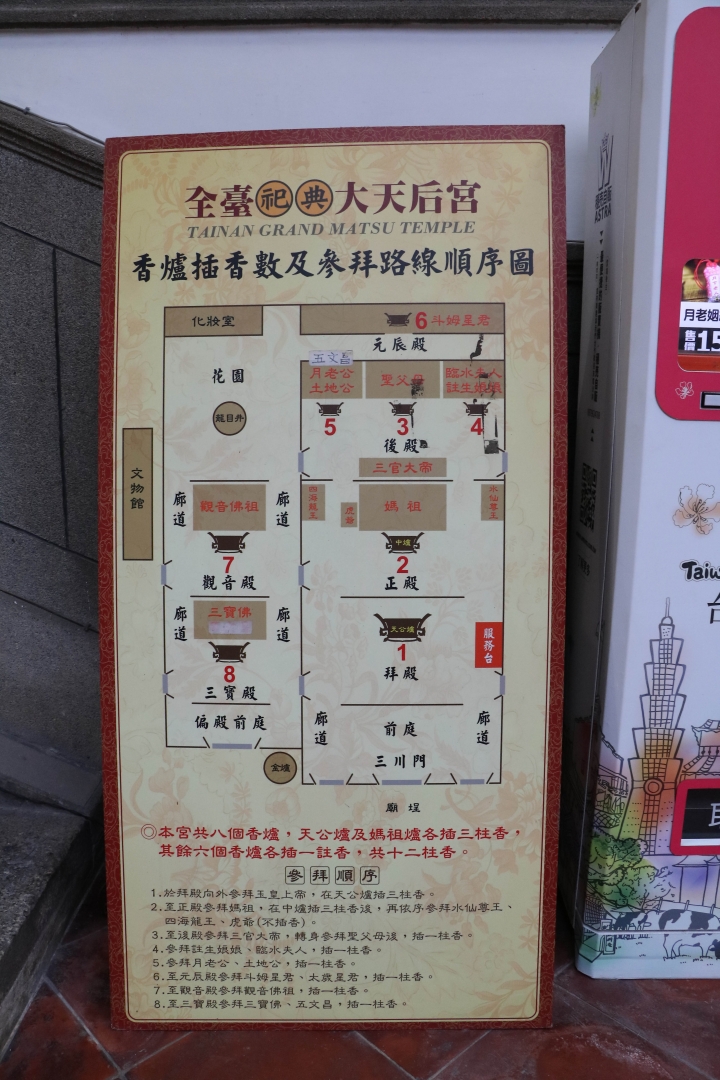 全臺祀典大天后宮
TAINAN GRAND MATSU TEMPLE
香爐插香數及參拜路線順序圖
化妝室
6 斗姆星君
元辰殿
五文昌
花園
月老公
土地公
聖父母
臨水夫人
註生娘娘
龍目井
5
3
4
後殿
文物館
三官大帝
廊道
觀音佛祖
廊道
四海龍王
虎爺
媽祖
水仙尊王
中爐
7
2
觀音殿
正殿
廊道
三寶佛
廊道
天公爐
服務台
8
1
三寶殿
拜殿
偏殿前庭
廊道
前庭
廊道
三川門
金爐
廟埕
◎本宮共八個香爐，天公爐及媽祖爐各插三柱香，
其餘六個香爐各插一註香，共十二柱香。
參拜順序
1.於拜殿向外參拜玉皇上帝，在天公爐插三柱香。
2.至正殿參拜媽祖，在中爐插三柱香後，再依序參拜水仙尊王、
四海龍王、虎爺(不插香)。
3.至後殿參拜三官大帝，轉身參拜聖父母後，插一柱香。
4.參拜註生娘娘、臨水夫人，插一柱香。
5.參拜月老公、土地公，插一柱香。
6.至元辰殿參拜斗姆星君、太歲星君，插一柱香。
7.至觀音殿參拜觀音佛祖，插一柱香。
8.至三寶殿參拜三寶佛、五文昌，插一柱香。
ASTRA
月老姻
售價15
Taiw